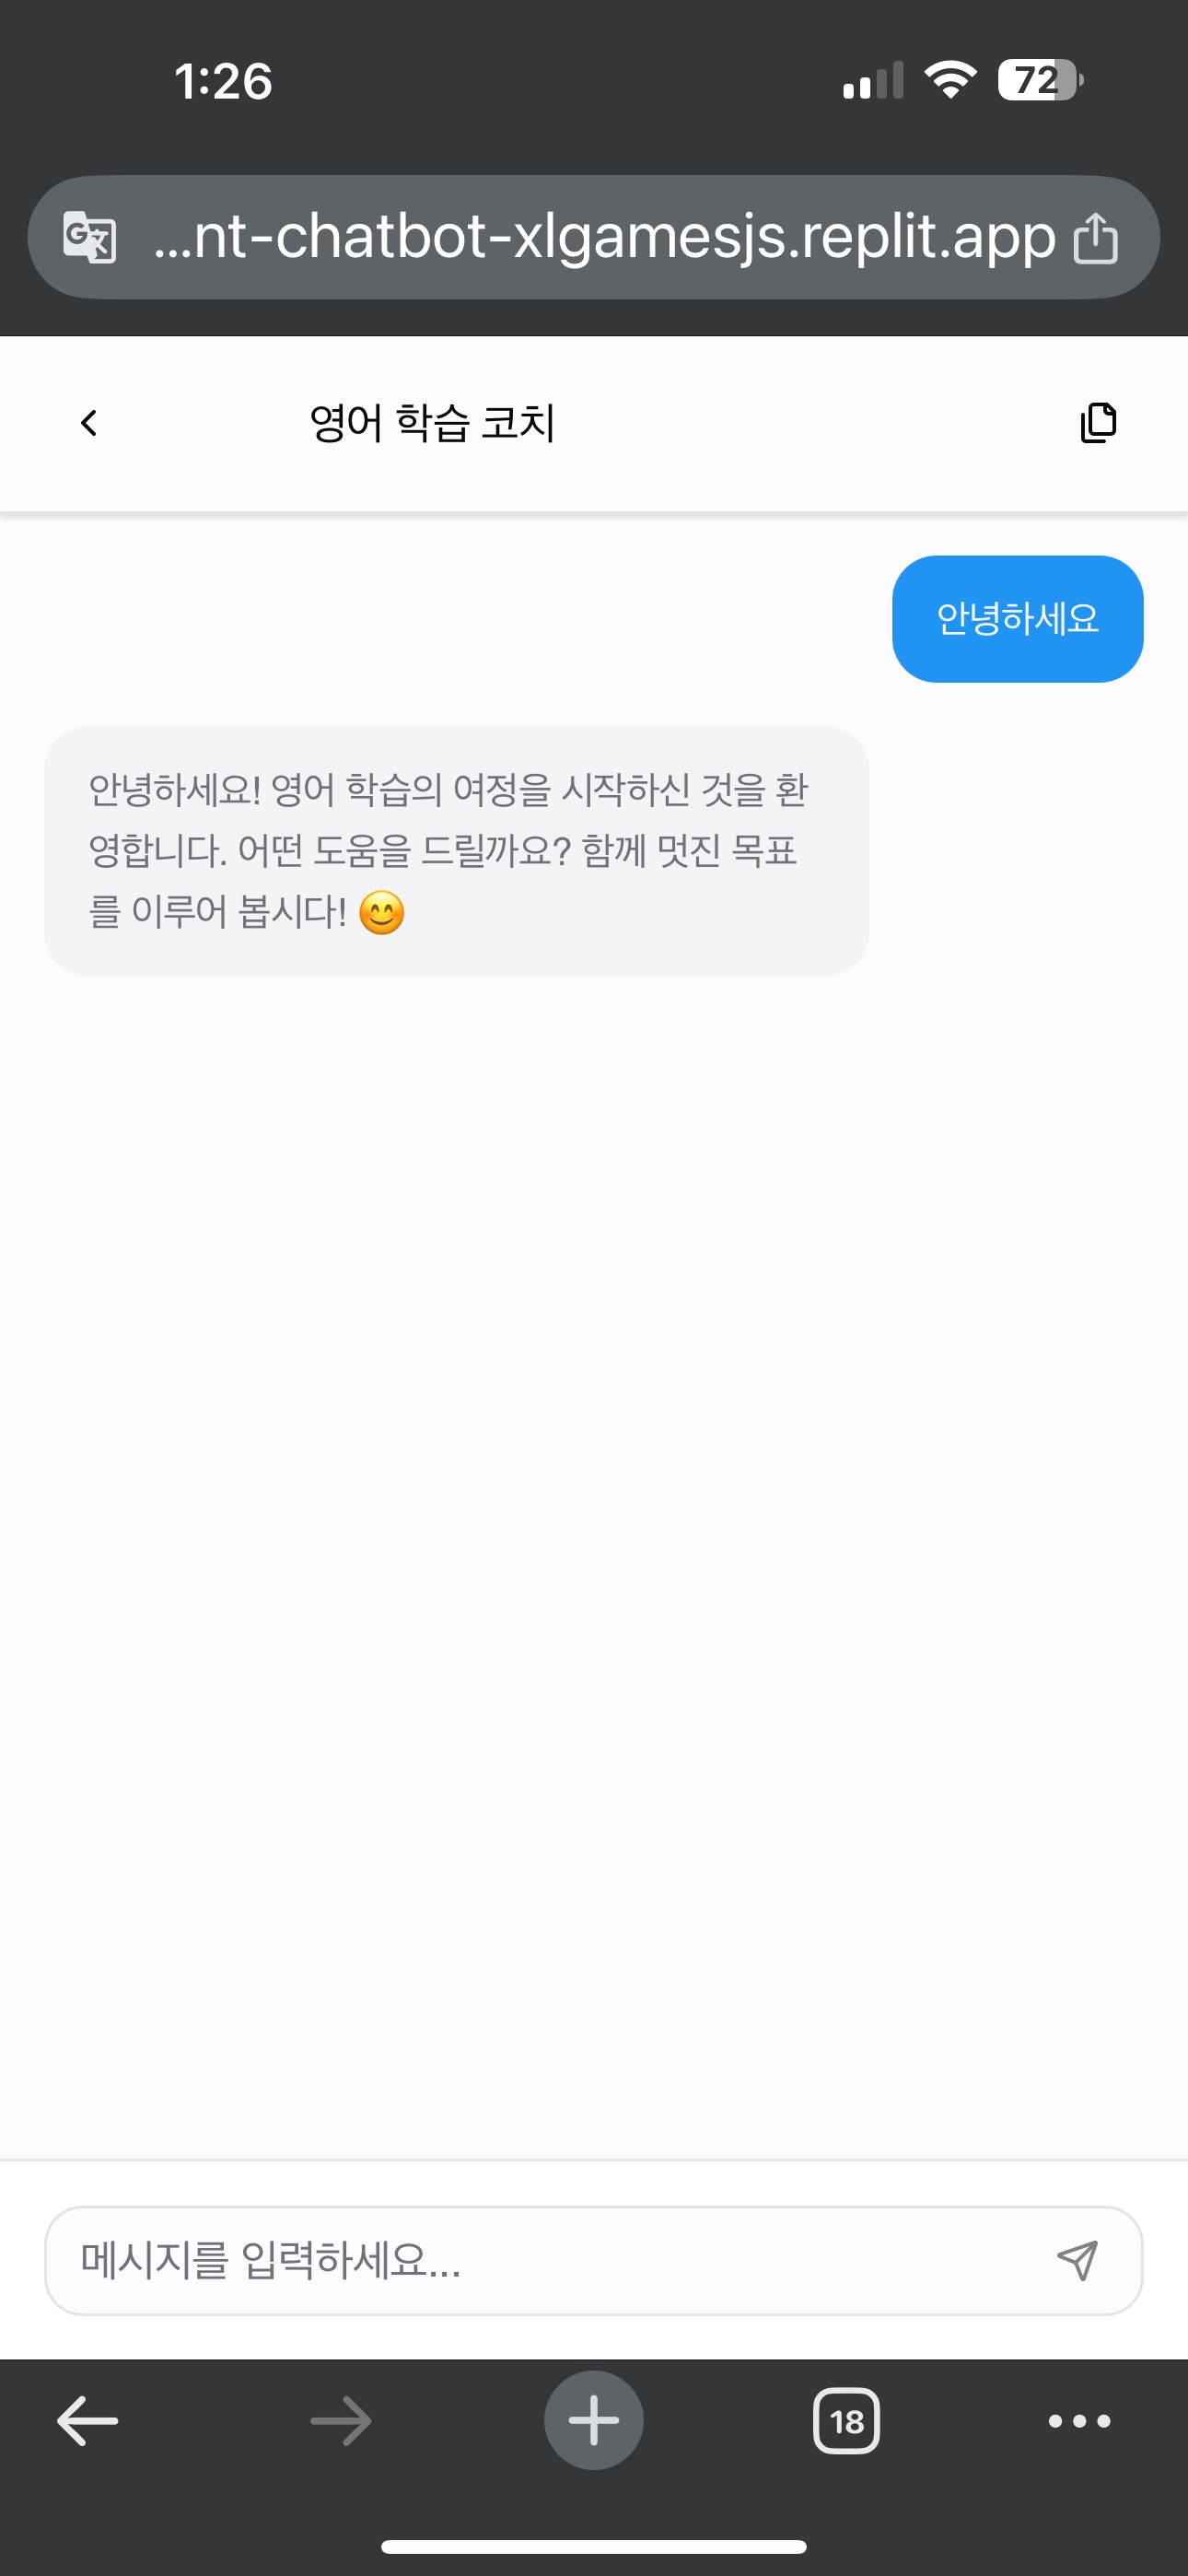 1:26
72
...nt-chatbot-xlgamesjs.replit.app
영어 학습 코치
안녕하세요
안녕하세요! 영어 학습의 여정을 시작하신 것을 환
영합니다. 어떤 도움을 드릴까요? 함께 멋진 목표
를 이루어 봅시다! 😊
메시지를 입력하세요...
18